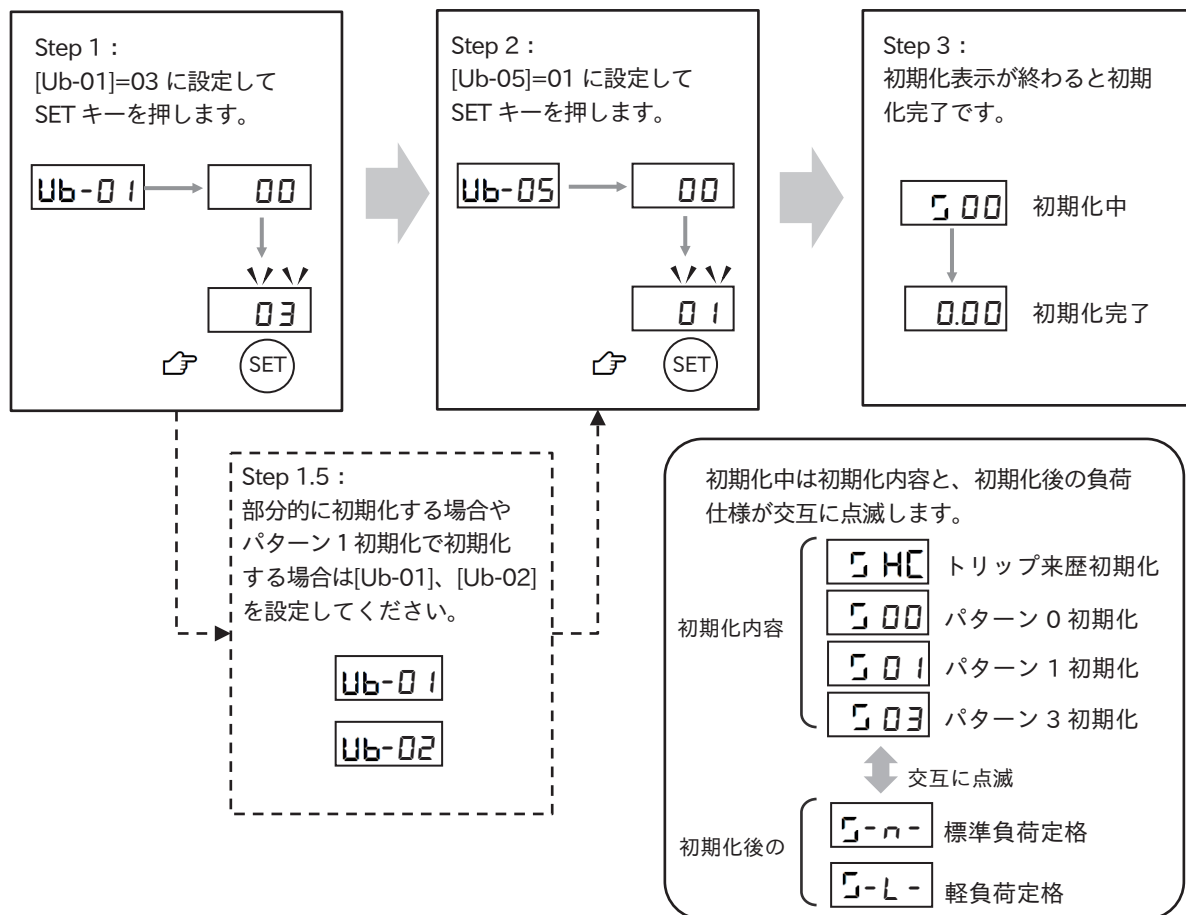 Step 1：
[Ub-01]=03 に設定して
SET キーを押します。
Ub-01
00
03
SET
Step 2：
[Ub-05]=01 に設定して
SET キーを押します。
Ub-05
00
01
SET
Step 3：
初期化表示が終わると初期
化完了です。
5 00 初期化中
0.00 初期化完了
Step 1.5：
部分的に初期化する場合や
パターン 1 初期化で初期化
する場合は[Ub-01]、[Ub-02]
を設定してください。
Ub-01
Ub-02
初期化中は初期化内容と、初期化後の負荷
仕様が交互に点滅します。
初期化内容
5 HC トリップ来歴初期化
5 00 パターン 0 初期化
5 01 パターン 1 初期化
5 03 パターン 3 初期化
交互に点滅
初期化後の
5-n- 標準負荷定格
5-L- 軽負荷定格